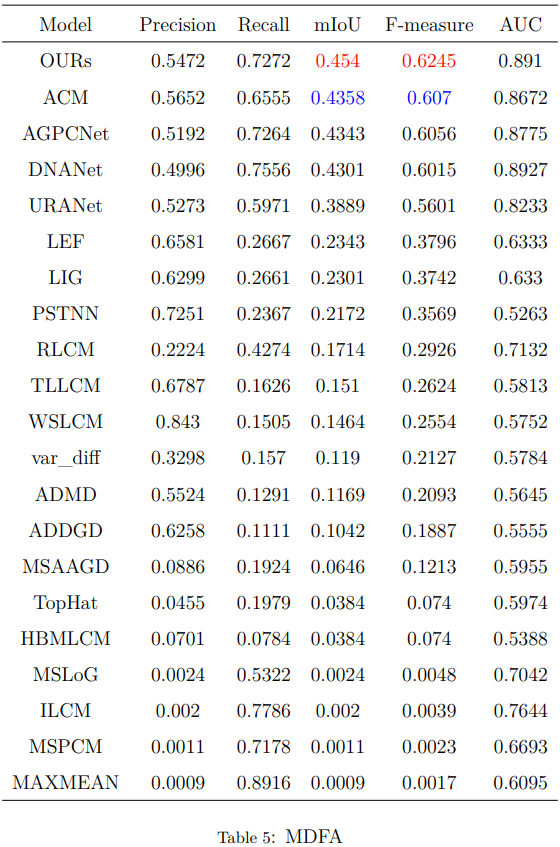 Model Precision Recall mIoU F-measure AUC
OURs 0.5472 0.7272 0.454 0.6245 0.891
ACM 0.5652 0.6555 0.4358 0.607 0.8672
AGPCNet 0.5192 0.7264 0.4343 0.6056 0.8775
DNANet 0.4996 0.7556 0.4301 0.6015 0.8927
URANet 0.5273 0.5971 0.3889 0.5601 0.8233
LEF 0.6581 0.2667 0.2343 0.3796 0.6333
LIG 0.6299 0.2661 0.2301 0.3742 0.633
PSTNN 0.7251 0.2367 0.2172 0.3569 0.5263
RLCM 0.2224 0.4274 0.1714 0.2926 0.7132
TLLCM 0.6787 0.1626 0.151 0.2624 0.5813
WSLCM 0.843 0.1505 0.1464 0.2554 0.5752
var_diff 0.3298 0.157 0.119 0.2127 0.5784
ADMD 0.5524 0.1291 0.1169 0.2093 0.5645
ADDGD 0.6258 0.1111 0.1042 0.1887 0.5555
MSAAGD 0.0886 0.1924 0.0646 0.1213 0.5955
TopHat 0.0455 0.1979 0.0384 0.074 0.5974
HBMLCM 0.0701 0.0784 0.0384 0.074 0.5388
MSLoG 0.0024 0.5322 0.0024 0.0048 0.7042
ILCM 0.002 0.7786 0.002 0.0039 0.7644
MSPCM 0.0011 0.7178 0.0011 0.0023 0.6693
MAXMEAN 0.0009 0.8916 0.0009 0.0017 0.6095
Table 5: MDFA